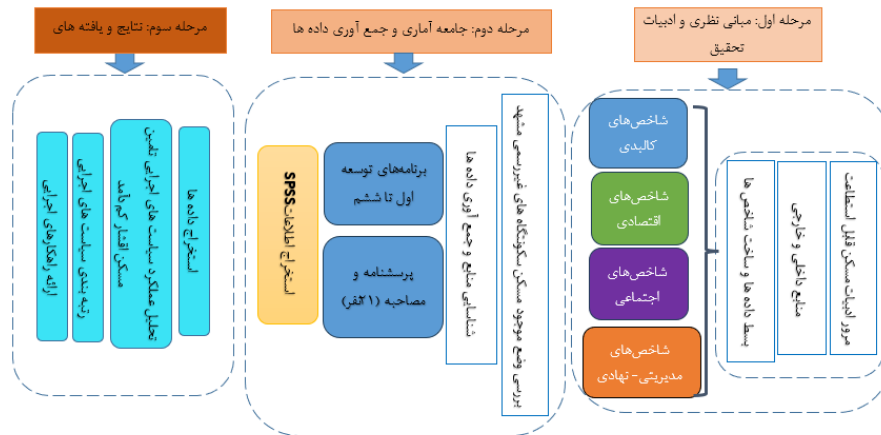 مرحله اول: مبانی نظری و ادبیات
تحقیق
مرور ادبیات مسکن قابل استطاعت
منابع داخلی و خارجی
بسط داده ها و ساخت شاخص ها
شاخص‌های
کالبدی
شاخص‌های
اقتصادی
شاخص‌های
اجتماعی
شاخص‌های
مدیریتی- نهادی
مرحله دوم: جامعه آماری و جمع آوری داده ها
بررسی وضع موجود مسکن سکونتگاه های غیررسمی مشهد
شناسایی منابع و جمع آوری داده ها
برنامه‌های توسعه
اول تا ششم
پرسشنامه و
مصاحبه (۲۱نفر)
استخراج اطلاعات SPSS
مرحله سوم: نتایج و یافته های
استخراج داده ها
تحلیل عملکرد سیاست های اجرایی تامین
مسکن اقشار کم درآمد
رتبه بندی سیاست های اجرایی
ارائه راهکارهای اجرایی